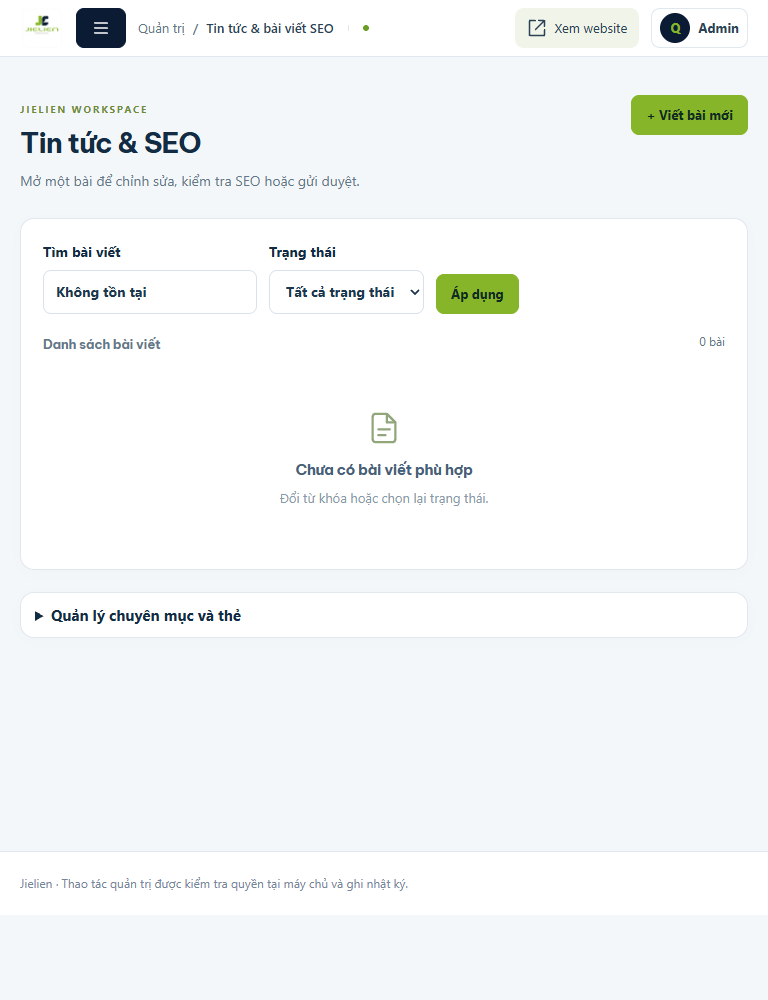 JC
JIELIEN
Quản trị / Tin tức & bài viết SEO
Xem website
Q Admin
JIELIEN WORKSPACE
Tin tức & SEO
+ Viết bài mới
Mở một bài để chỉnh sửa, kiểm tra SEO hoặc gửi duyệt.
Tìm bài viết
Trạng thái
Không tồn tại
Tất cả trạng thái
Áp dụng
Danh sách bài viết
0 bài
Chưa có bài viết phù hợp
Đổi từ khóa hoặc chọn lại trạng thái.
Quản lý chuyên mục và thẻ
Jielien · Thao tác quản trị được kiểm tra quyền tại máy chủ và ghi nhật ký.